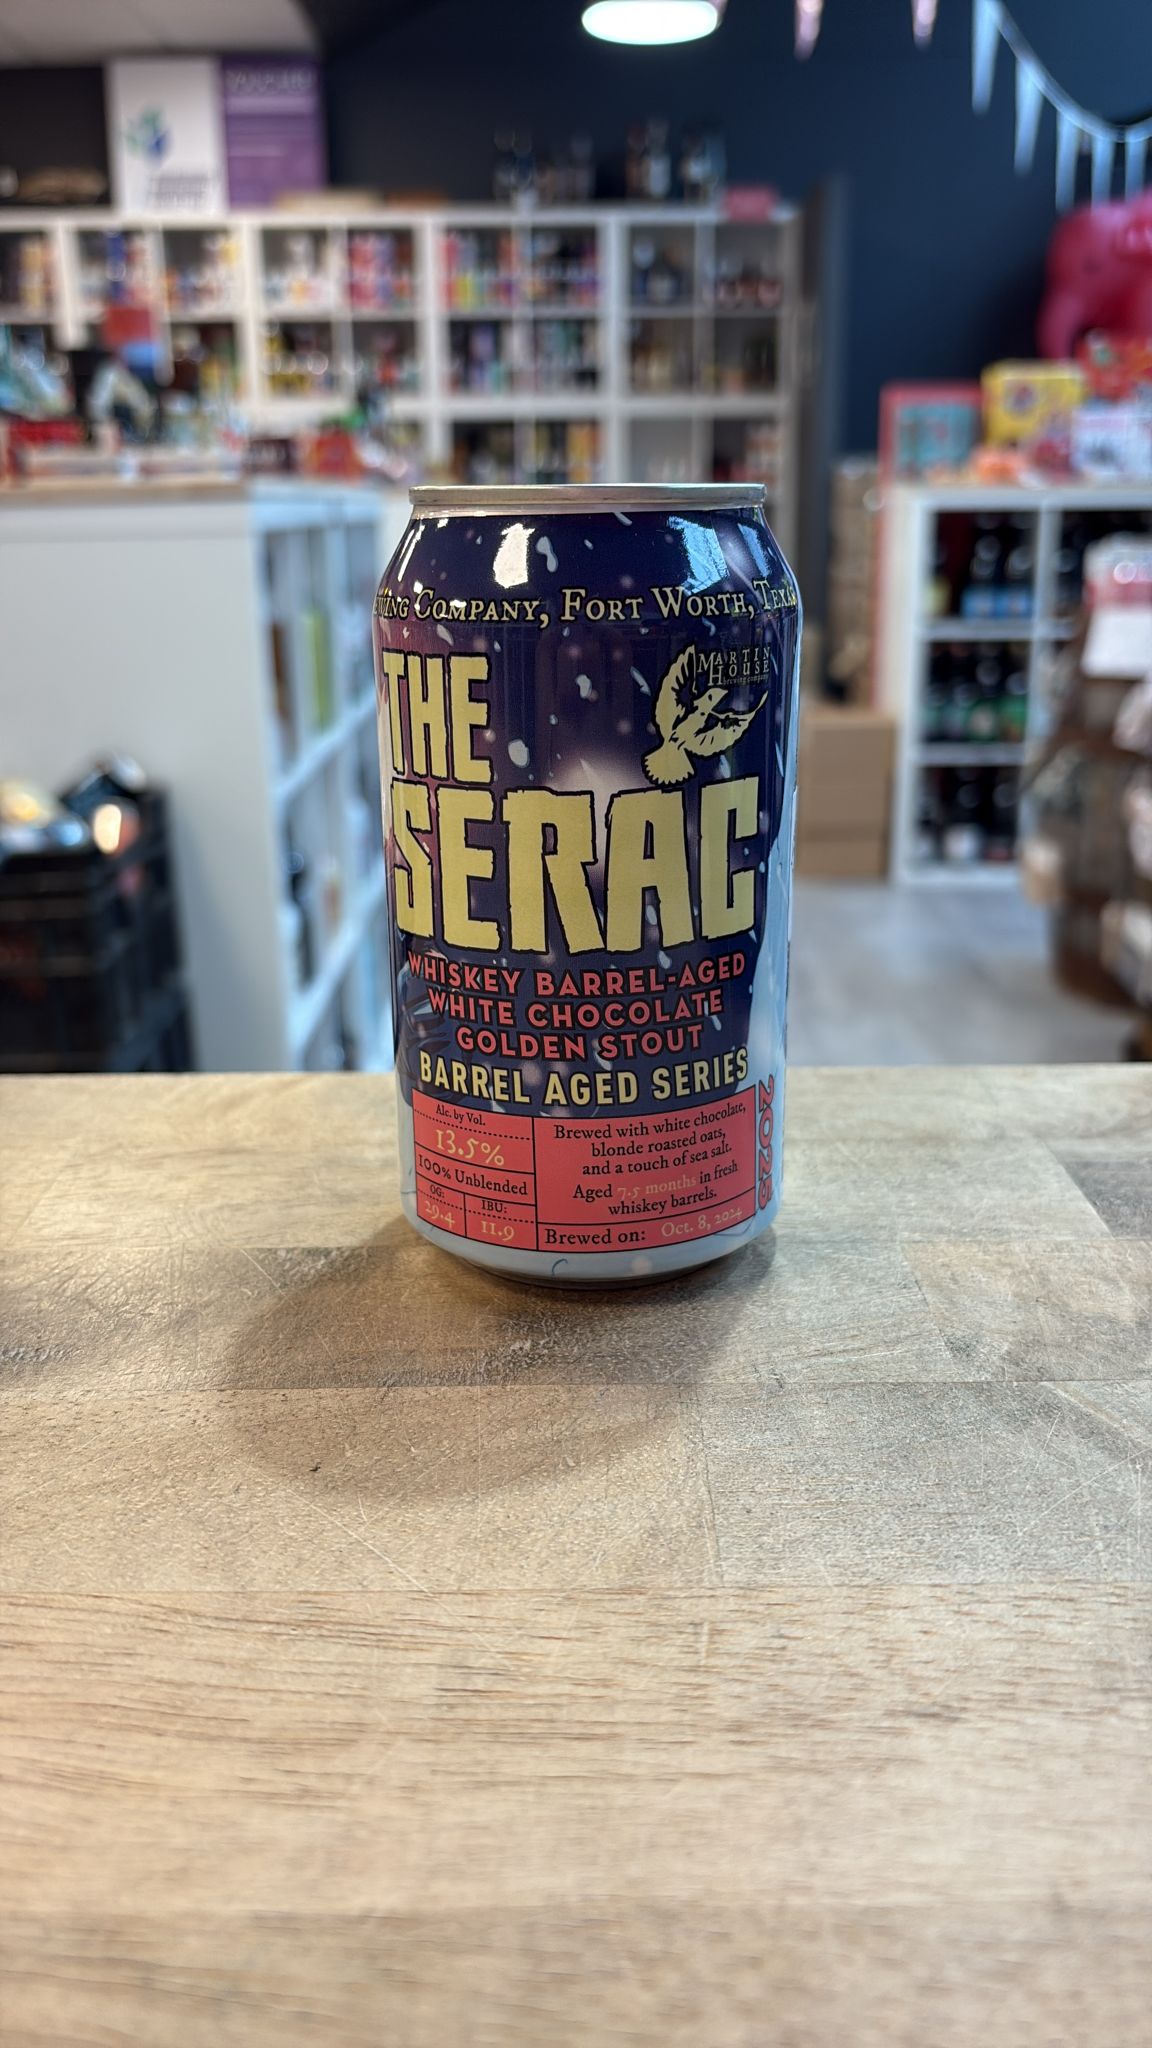 wing Company, Fort Worth, Texas
Martin
House
brewing company
THE
SERAC
WHISKEY BARREL-AGED
WHITE CHOCOLATE
GOLDEN STOUT
BARREL AGED SERIES
2025
Alc. by Vol.
13.5%
100% Unblended
OG:
29.4
IBU:
11.9
Brewed with white chocolate,
blonde roasted oats,
and a touch of sea salt.
Aged 7.5 months in fresh
whiskey barrels.
Brewed on: Oct. 8, 2024